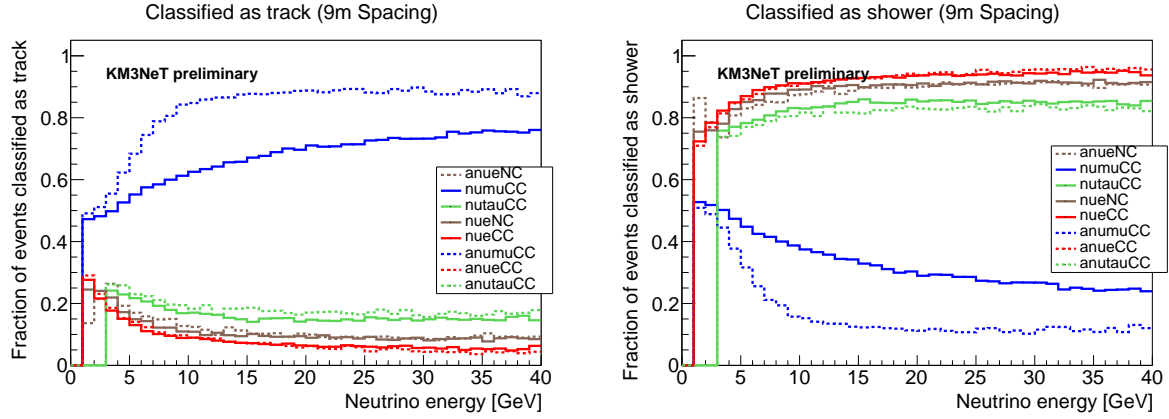 Classified as track (9m Spacing)
Fraction of events classified as track
1
0.8
0.6
0.4
0.2
0
KM3NeT preliminary
anueNC
numuCC
nutauCC
nueNC
nueCC
anumuCC
anueCC
anutauCC
0 5 10 15 20 25 30 35 40
Neutrino energy [GeV]
Classified as shower (9m Spacing)
Fraction of events classified as shower
1
0.8
0.6
0.4
0.2
0
KM3NeT preliminary
anueNC
numuCC
nutauCC
nueNC
nueCC
anumuCC
anueCC
anutauCC
0 5 10 15 20 25 30 35 40
Neutrino energy [GeV]